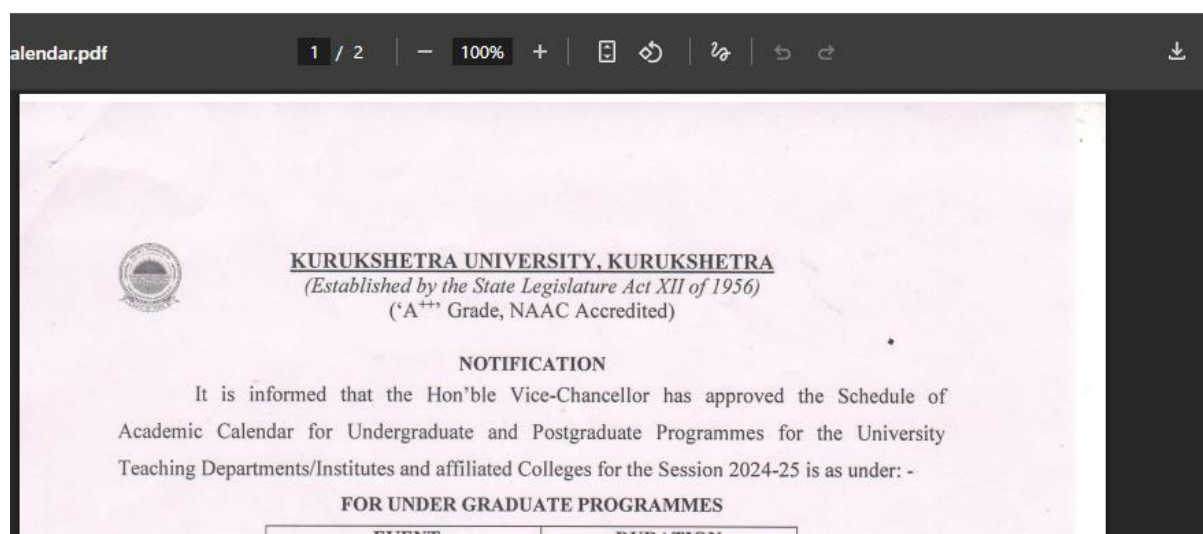 alendar.pdf
1 / 2
100%
KURUKSHETRA UNIVERSITY, KURUKSHETRA
(Established by the State Legislature Act XII of 1956)
(‘A+++’ Grade, NAAC Accredited)
NOTIFICATION
It is informed that the Hon’ble Vice-Chancellor has approved the Schedule of
Academic Calendar for Undergraduate and Postgraduate Programmes for the University
Teaching Departments/Institutes and affiliated Colleges for the Session 2024-25 is as under: -
FOR UNDER GRADUATE PROGRAMMES
EVENT DURATION